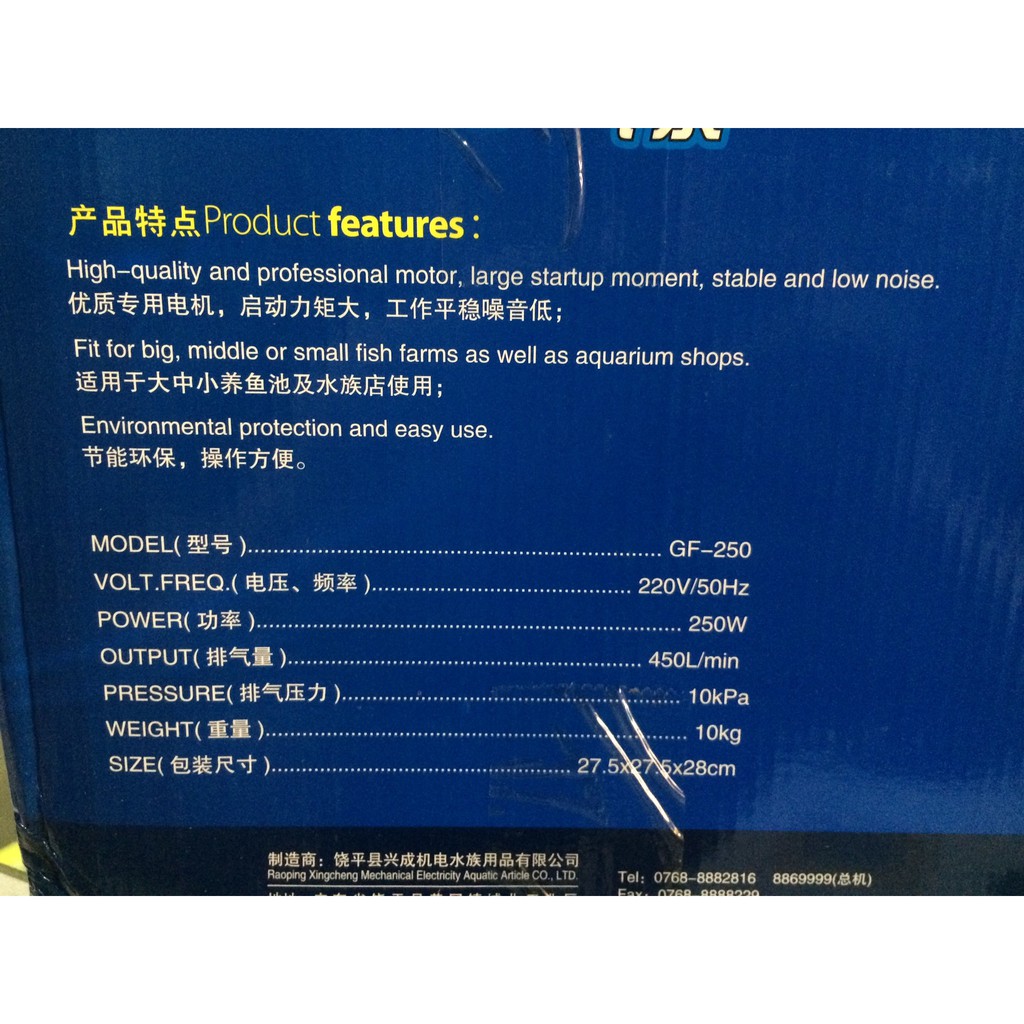 产品特点Product features:
High-quality and professional motor, large startup moment, stable and low noise.
优质专用电机，启动力矩大，工作平稳噪音低；
Fit for big, middle or small fish farms as well as aquarium shops.
适用于大中小养鱼池及水族店使用；
Environmental protection and easy use.
节能环保，操作方便。
MODEL(型号)........ GF-250
VOLT.FREQ.(电压、频率)........ 220V/50Hz
POWER(功率)........ 250W
OUTPUT(排气量)........ 450L/min
PRESSURE(排气压力)........ 10kPa
WEIGHT(重量)........ 10kg
SIZE(包装尺寸)........ 27.5x27.5x28cm
制造商：饶平县兴成机电水族用品有限公司
Raoping Xingcheng Mechanical Electricity Aquatic Article CO., LTD.
Tel: 0768-8882816 8869999(总机)
Fax: 0768-8888229